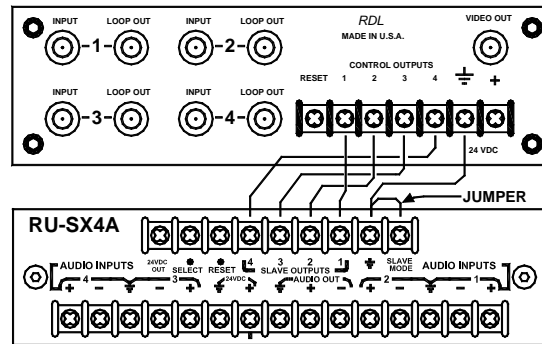 INPUT LOOP OUT INPUT LOOP OUT RDL VIDEO OUT
1 2 MADE IN U.S.A.
CONTROL OUTPUTS
INPUT LOOP OUT INPUT LOOP OUT RESET 1 2 3 4 +
3 4
24 VDC
JUMPER
RU-SX4A
AUDIO INPUTS 24VDC OUT SELECT RESET 4 3 2 1 SLAVE OUTPUTS SLAVE MODE AUDIO INPUTS
4 3 24VDC AUDIO OUT 2 1
+ − − + + + + − − +